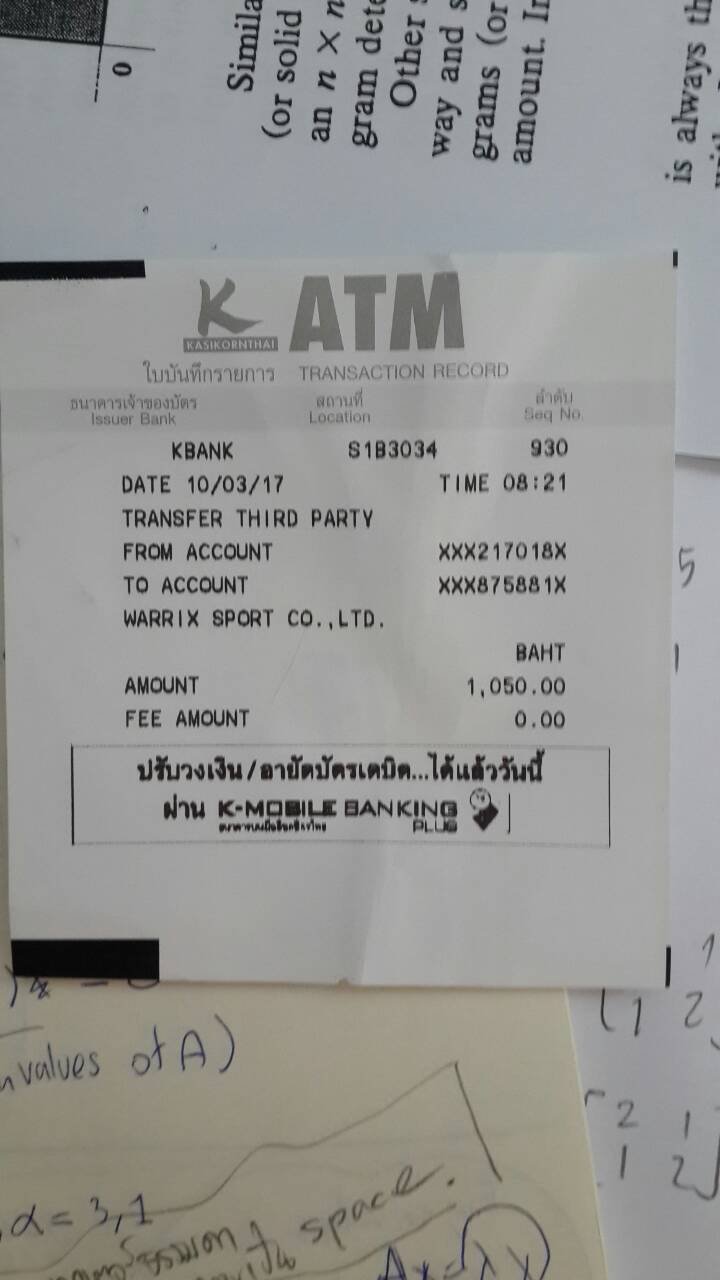 0
Simila
(or solid
an n × n
gram dete
Other s
way and s
grams (or
amount. In
is always th
K ATM
KASIKORNTHAI
ใบบันทึกรายการ TRANSACTION RECORD
ธนาคารเจ้าของบัตร สถานที่ ลำดับ
Issuer Bank Location Seq No.
KBANK S1B3034 930
DATE 10/03/17 TIME 08:21
TRANSFER THIRD PARTY
FROM ACCOUNT XXX217018X
TO ACCOUNT XXX875881X
WARRIX SPORT CO.,LTD.
BAHT
AMOUNT 1,050.00
FEE AMOUNT 0.00
ปรับวงเงิน/อายัดบัตรเดบิต...ได้แล้ววันนี้
ผ่าน K-MOBILE BANKING
PLUS
5
1
1
1 2
2 1
1 2
values of A)
α = 3,1
space.
Ax = λx